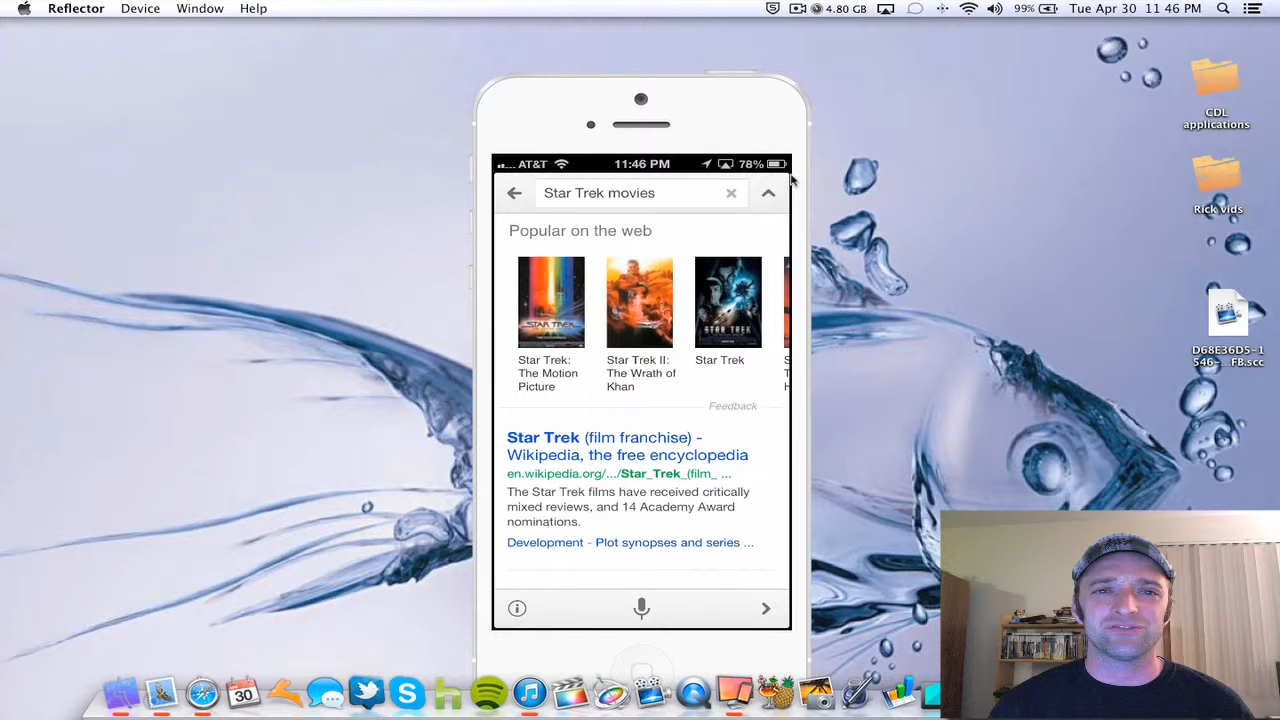 Reflector Device Window Help
4.80 GB 99% Tue Apr 30 11:46 PM
AT&T 11:46 PM 78%
Star Trek movies
Popular on the web
STAR TREK
STAR TREK
Star Trek:
The Motion
Picture
Star Trek II:
The Wrath of
Khan
Star Trek
Feedback
Star Trek (film franchise) -
Wikipedia, the free encyclopedia
en.wikipedia.org/.../Star_Trek_(film_ ...
The Star Trek films have received critically
mixed reviews, and 14 Academy Award
nominations.
Development - Plot synopses and series ...
CDL
applications
Rick vids
D68E36D5-1
546-...FB.scc
30